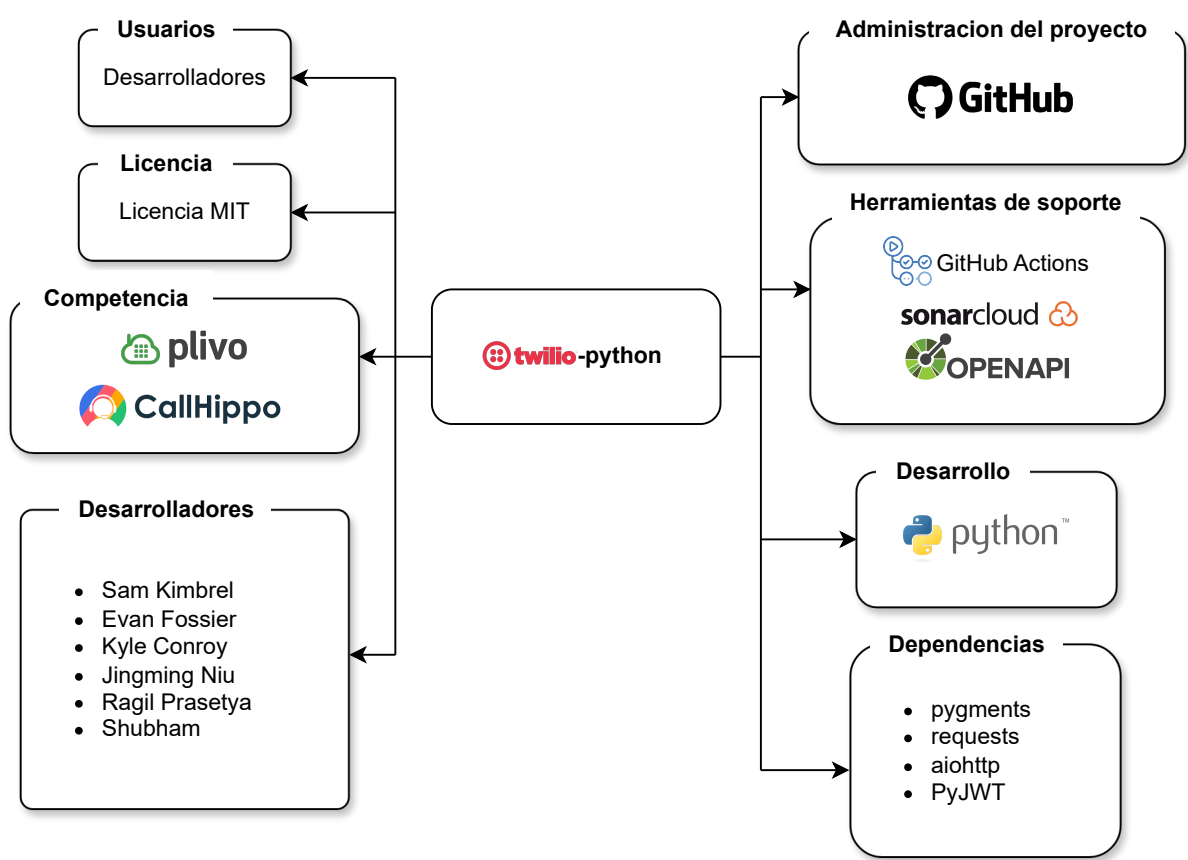 Usuarios
Desarrolladores
Licencia
Licencia MIT
Competencia
plivo
CallHippo
Desarrolladores
Sam Kimbrel
Evan Fossier
Kyle Conroy
Jingming Niu
Ragil Prasetya
Shubham
twilio-python
Administracion del proyecto
GitHub
Herramientas de soporte
GitHub Actions
sonarcloud
OPENAPI
Desarrollo
python™
Dependencias
pygments
requests
aiohttp
PyJWT